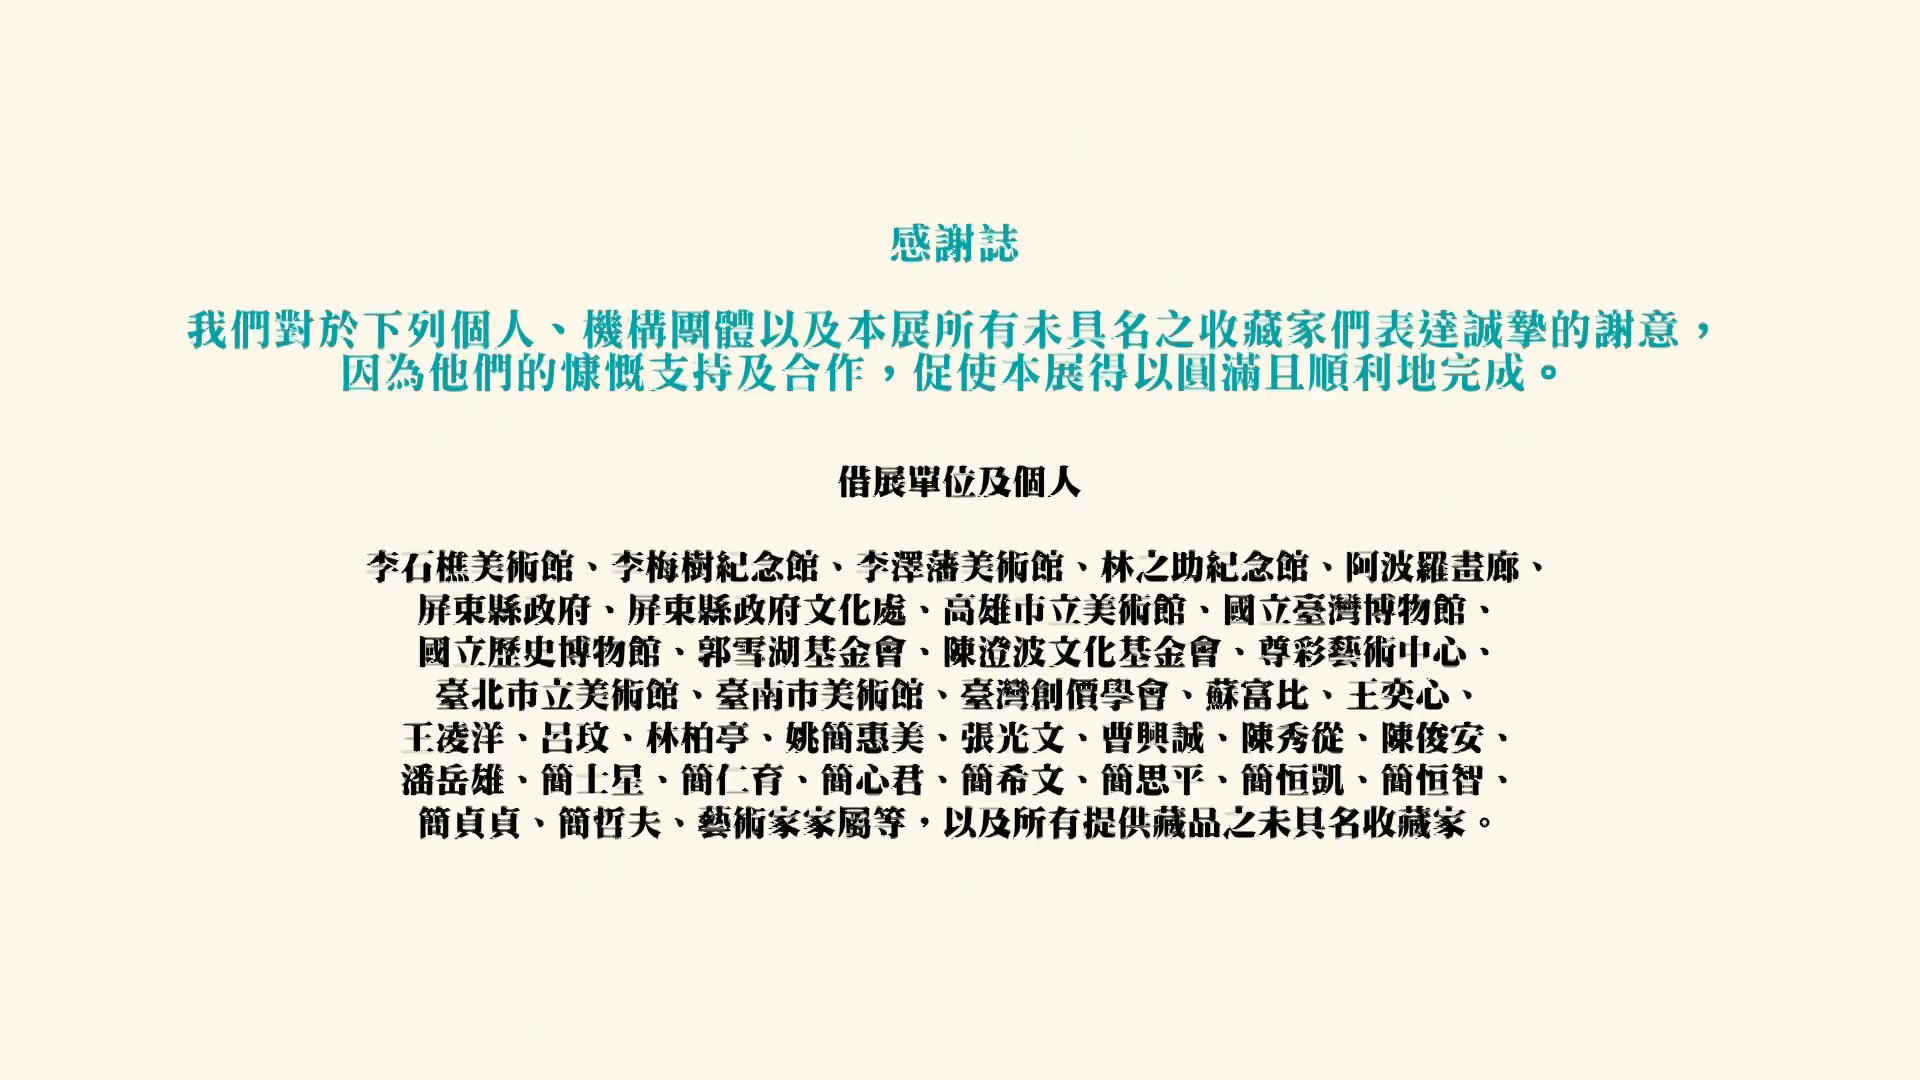 感謝誌
我們對於下列個人、機構團體以及本展所有未具名之收藏家們表達誠摯的謝意，
因為他們的慷慨支持及合作，促使本展得以圓滿且順利地完成。
借展單位及個人
李石樵美術館、李梅樹紀念館、李澤藩美術館、林之助紀念館、阿波羅畫廊、
屏東縣政府、屏東縣政府文化處、高雄市立美術館、國立臺灣博物館、
國立歷史博物館、郭雪湖基金會、陳澄波文化基金會、尊彩藝術中心、
臺北市立美術館、臺南市美術館、臺灣創價學會、蘇富比、王奕心、
王凌洋、呂玟、林柏亭、姚簡惠美、張光文、曹興誠、陳秀從、陳俊安、
潘岳雄、簡士星、簡仁育、簡心君、簡希文、簡思平、簡恒凱、簡恒智、
簡貞貞、簡哲夫、藝術家家屬等，以及所有提供藏品之未具名收藏家。